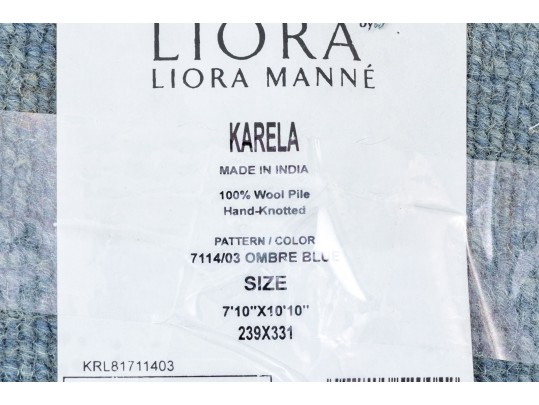 LIORA by
LIORA MANNÉ
KARELA
MADE IN INDIA
100% Wool Pile
Hand-Knotted
PATTERN / COLOR
7114/03 OMBRE BLUE
SIZE
7'10"X10'10"
239X331
KRL81711403